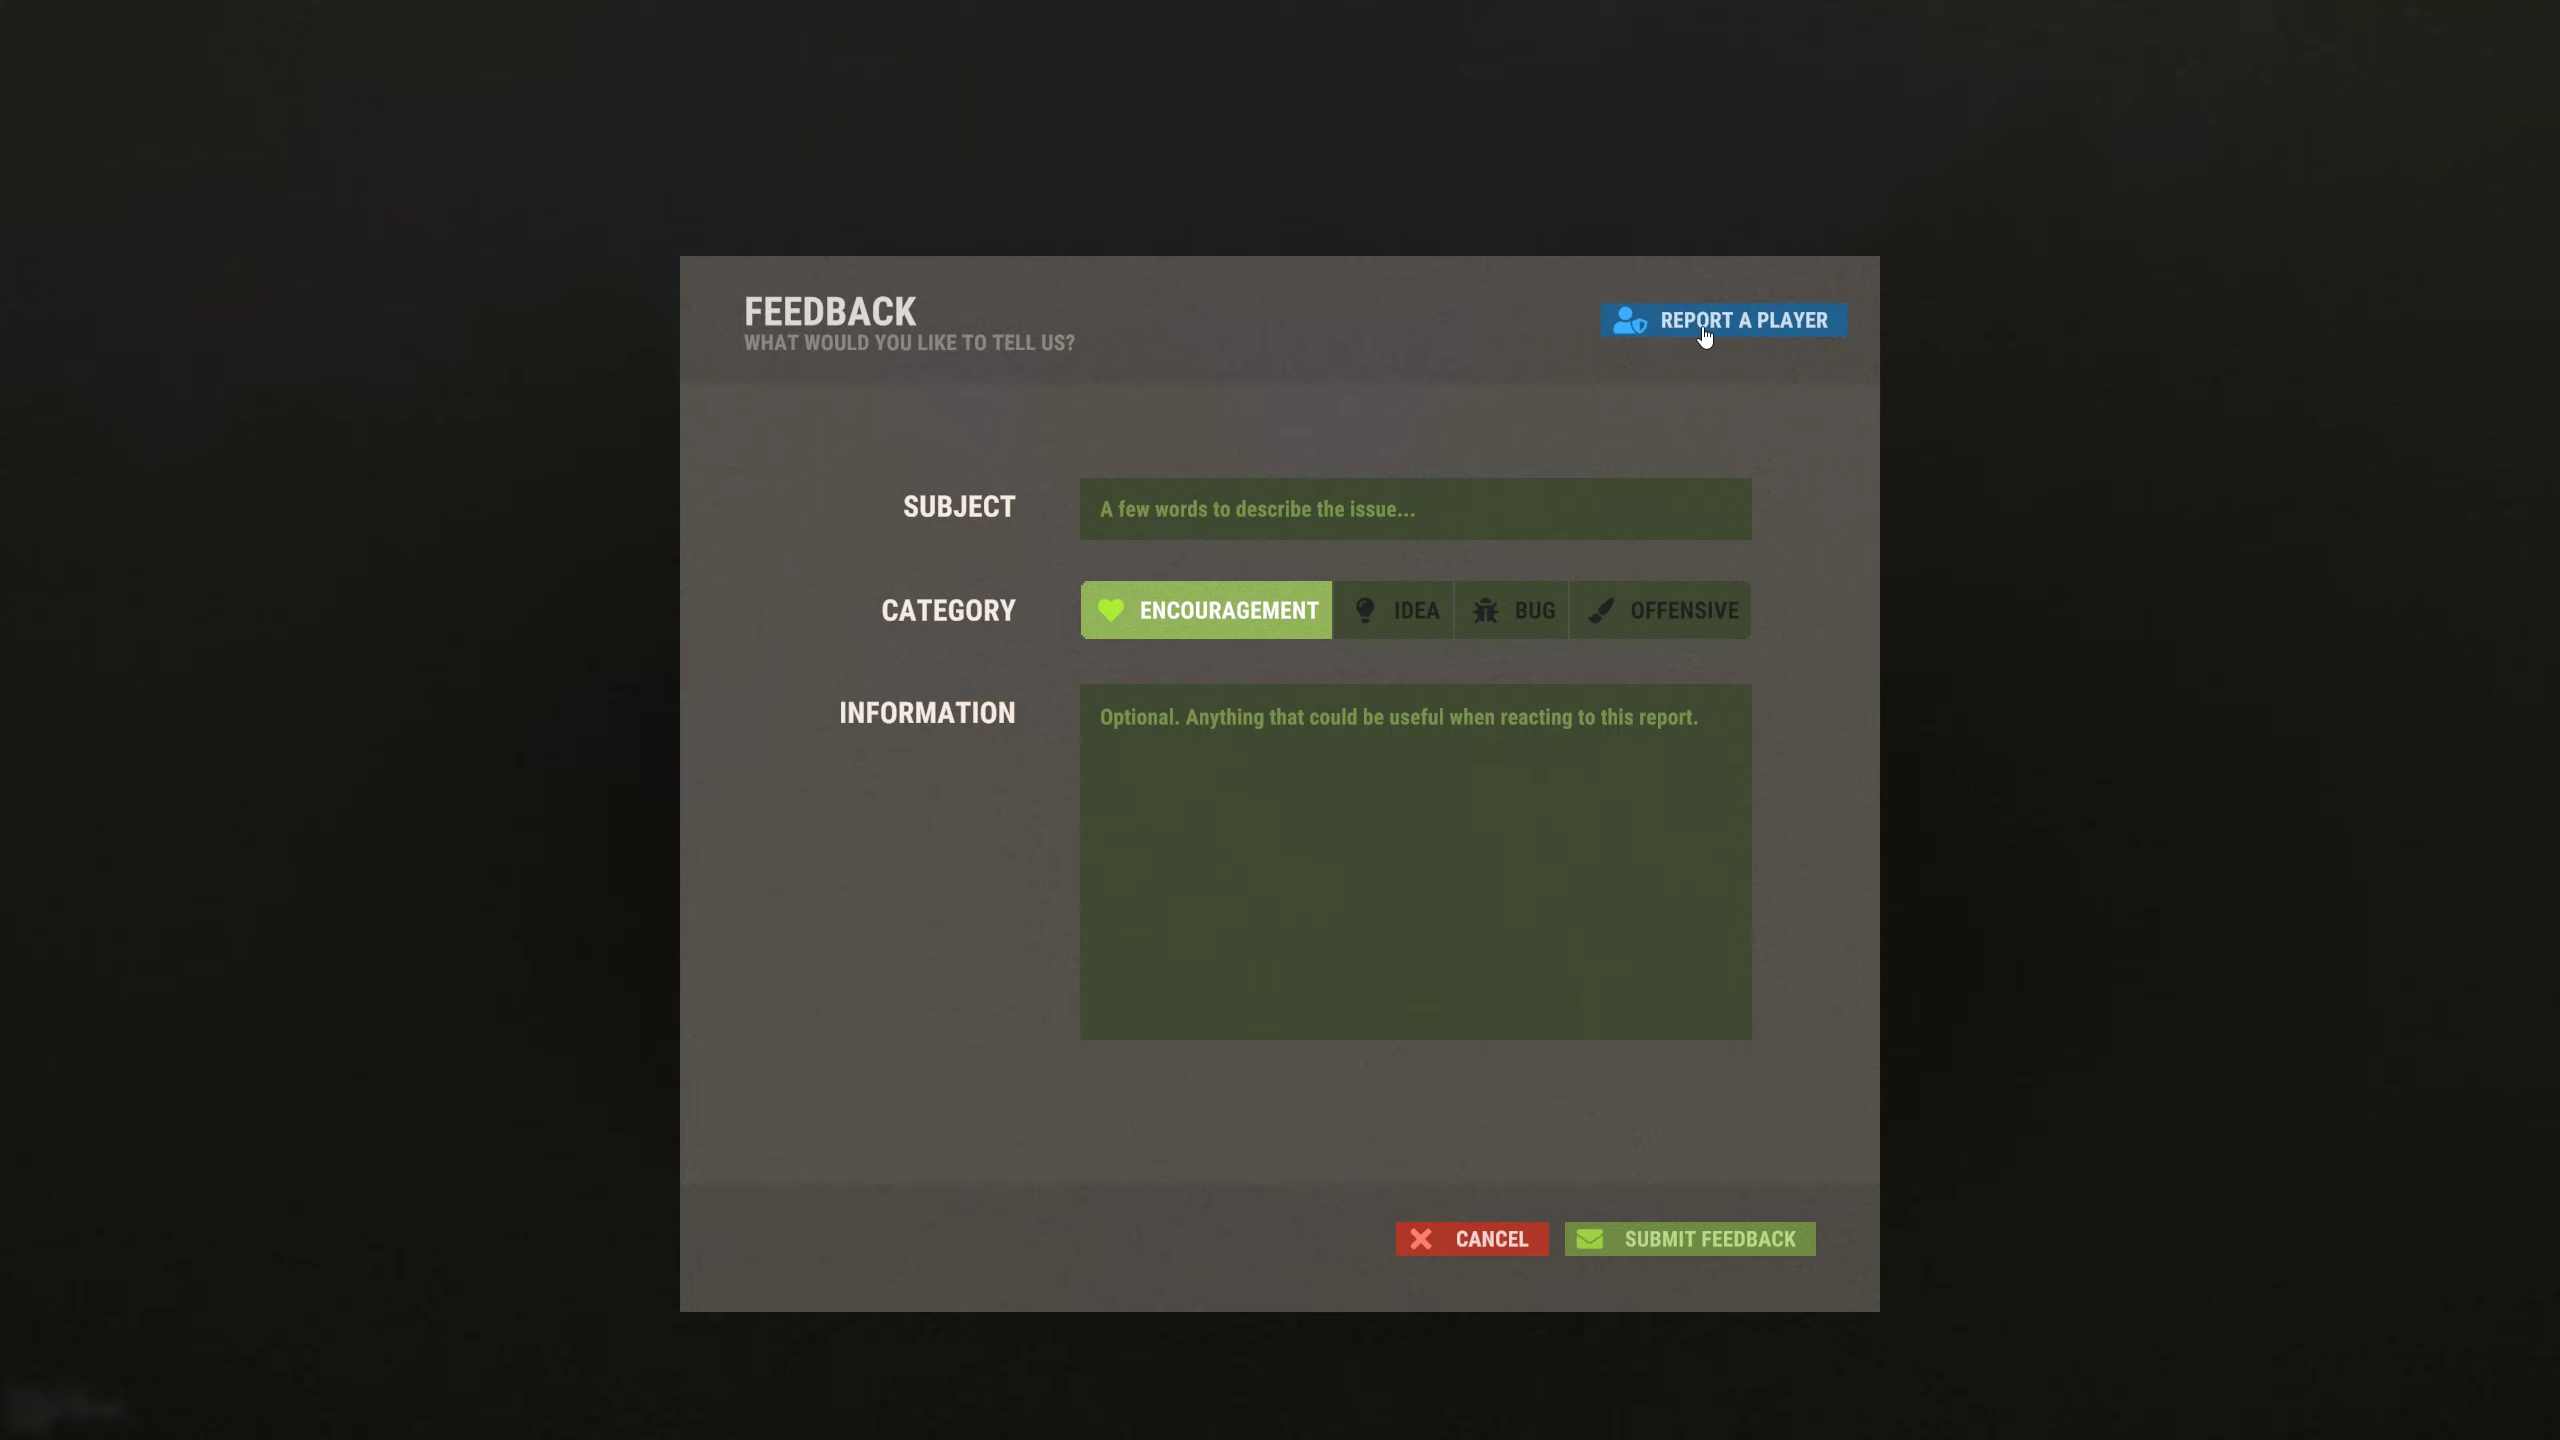 FEEDBACK
WHAT WOULD YOU LIKE TO TELL US?
REPORT A PLAYER
SUBJECT
A few words to describe the issue...
CATEGORY
ENCOURAGEMENT
IDEA
BUG
OFFENSIVE
INFORMATION
Optional. Anything that could be useful when reacting to this report.
CANCEL
SUBMIT FEEDBACK